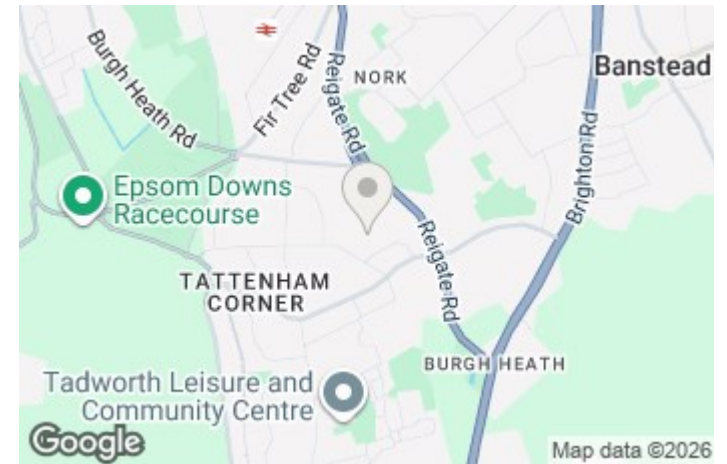 Burgh Heath Rd
Fir Tree Rd
Reigate Rd
NORK
Banstead
Brighton Rd
Epsom Downs
Racecourse
Reigate Rd
TATTENHAM
CORNER
BURGH HEATH
Tadworth Leisure and
Community Centre
Google
Map data ©2026